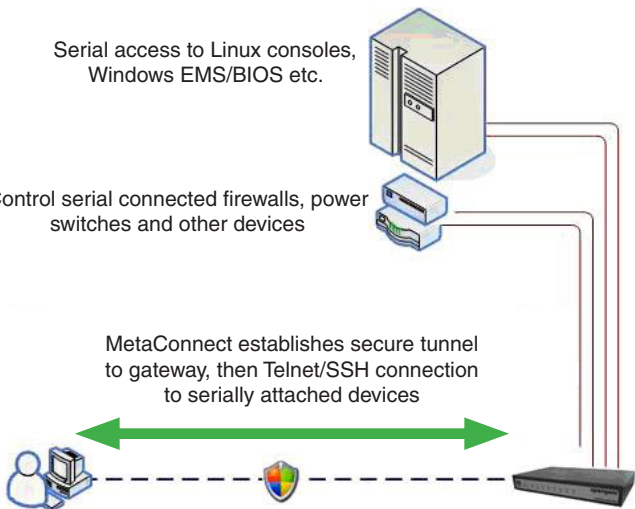 Serial access to Linux consoles,
Windows EMS/BIOS etc.
Control serial connected firewalls, power
switches and other devices
MetaConnect establishes secure tunnel
to gateway, then Telnet/SSH connection
to serially attached devices